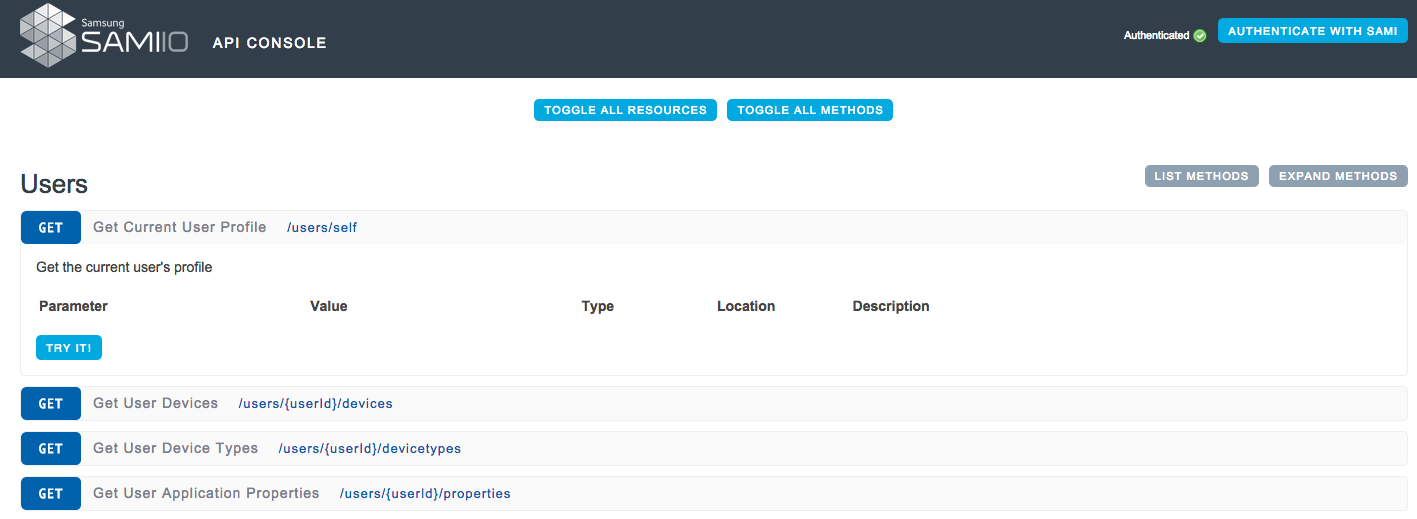 Samsung
SAMIIO
API CONSOLE
Authenticated
AUTHENTICATE WITH SAMI
TOGGLE ALL RESOURCES
TOGGLE ALL METHODS
Users
LIST METHODS
EXPAND METHODS
GET Get Current User Profile /users/self
Get the current user's profile
Parameter Value Type Location Description
TRY IT!
GET Get User Devices /users/{userId}/devices
GET Get User Device Types /users/{userId}/devicetypes
GET Get User Application Properties /users/{userId}/properties